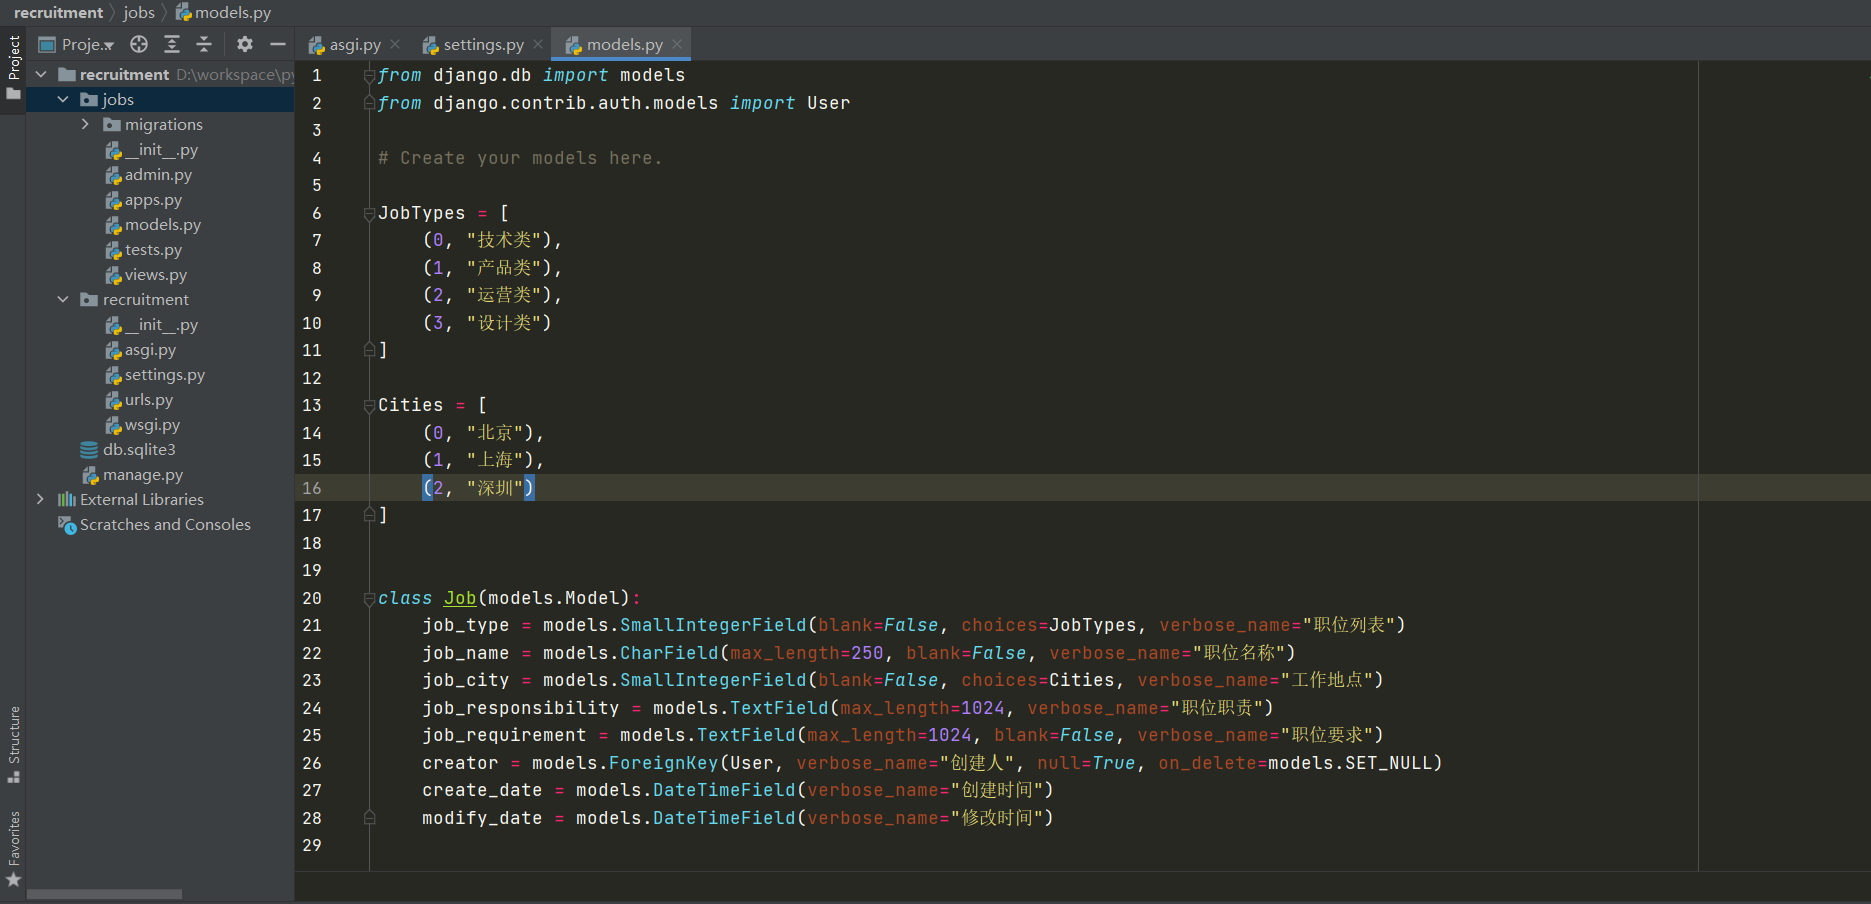 recruitment jobs models.py
Project
Proje...
asgi.py
settings.py
models.py
recruitment D:\workspace\py
jobs
migrations
__init__.py
admin.py
apps.py
models.py
tests.py
views.py
recruitment
__init__.py
asgi.py
settings.py
urls.py
wsgi.py
db.sqlite3
manage.py
External Libraries
Scratches and Consoles
Structure
Favorites
1 from django.db import models
2 from django.contrib.auth.models import User
3
4 # Create your models here.
5
6 JobTypes = [
7 (0, "技术类"),
8 (1, "产品类"),
9 (2, "运营类"),
10 (3, "设计类")
11 ]
12
13 Cities = [
14 (0, "北京"),
15 (1, "上海"),
16 (2, "深圳")
17 ]
18
19
20 class Job(models.Model):
21 job_type = models.SmallIntegerField(blank=False, choices=JobTypes, verbose_name="职位列表")
22 job_name = models.CharField(max_length=250, blank=False, verbose_name="职位名称")
23 job_city = models.SmallIntegerField(blank=False, choices=Cities, verbose_name="工作地点")
24 job_responsibility = models.TextField(max_length=1024, verbose_name="职位职责")
25 job_requirement = models.TextField(max_length=1024, blank=False, verbose_name="职位要求")
26 creator = models.ForeignKey(User, verbose_name="创建人", null=True, on_delete=models.SET_NULL)
27 create_date = models.DateTimeField(verbose_name="创建时间")
28 modify_date = models.DateTimeField(verbose_name="修改时间")
29